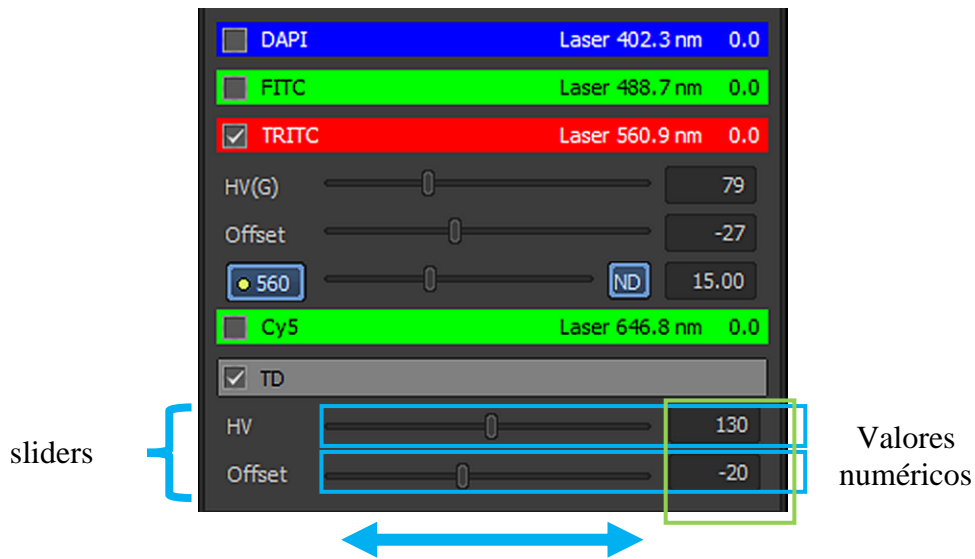 DAPI Laser 402.3 nm 0.0
FITC Laser 488.7 nm 0.0
TRITC Laser 560.9 nm 0.0
HV(G) 79
Offset -27
560 ND 15.00
Cy5 Laser 646.8 nm 0.0
TD
HV 130
Offset -20
sliders
Valores
numéricos